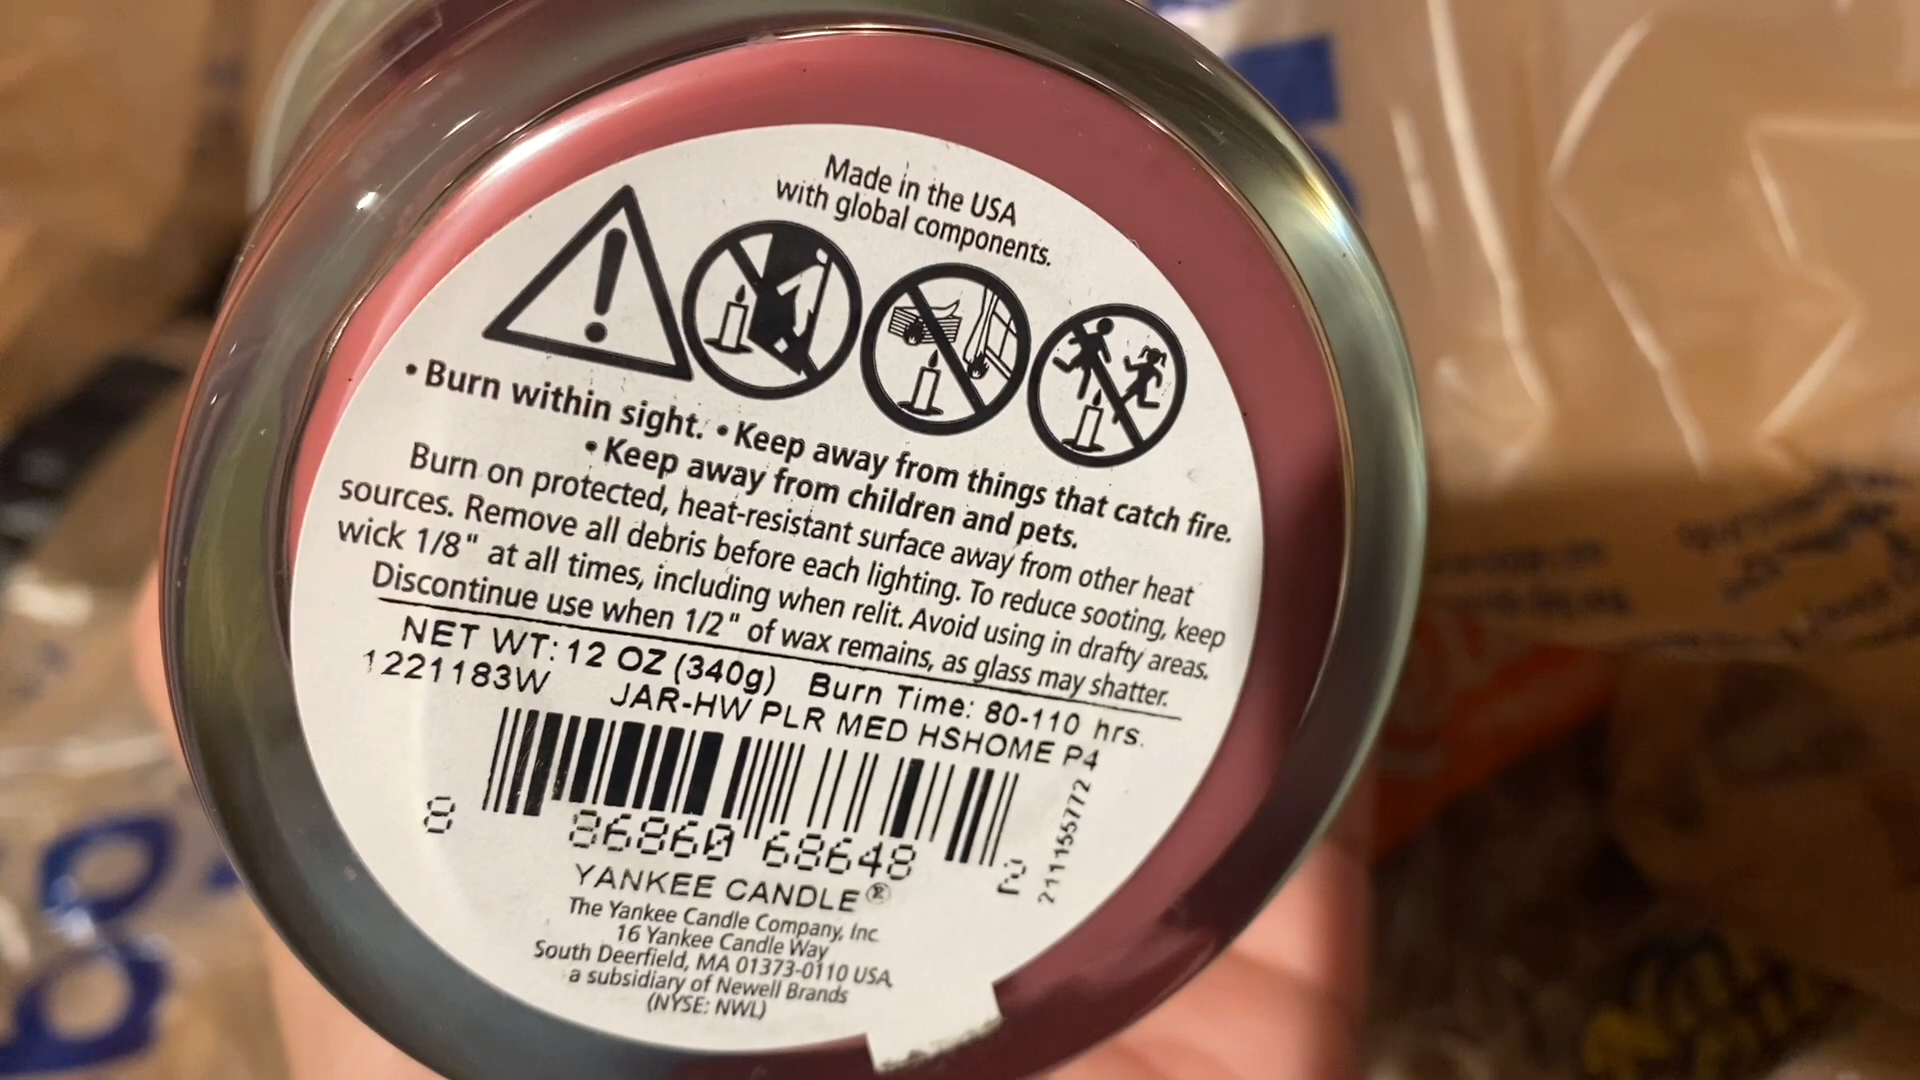 Made in the USA
with global components.
• Burn within sight. • Keep away from things that catch fire.
• Keep away from children and pets.
Burn on protected, heat-resistant surface away from other heat
sources. Remove all debris before each lighting. To reduce sooting, keep
wick 1/8" at all times, including when relit. Avoid using in drafty areas.
Discontinue use when 1/2" of wax remains, as glass may shatter.
NET WT: 12 OZ (340g) Burn Time: 80-110 hrs.
1221183W JAR-HW PLR MED HSHOME P4
8 86860 68648 2
211155772
YANKEE CANDLE®
The Yankee Candle Company, Inc
16 Yankee Candle Way
South Deerfield, MA 01373-0110 USA
a subsidiary of Newell Brands
(NYSE: NWL)